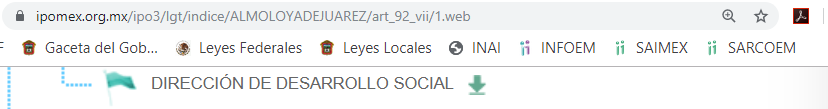 ipomex.org.mx/ipo3/lgt/indice/ALMOLOYADEJUAREZ/art_92_vii/1.web
Gaceta del Gob... Leyes Federales Leyes Locales INAI INFOEM SAIMEX SARCOEM
DIRECCIÓN DE DESARROLLO SOCIAL